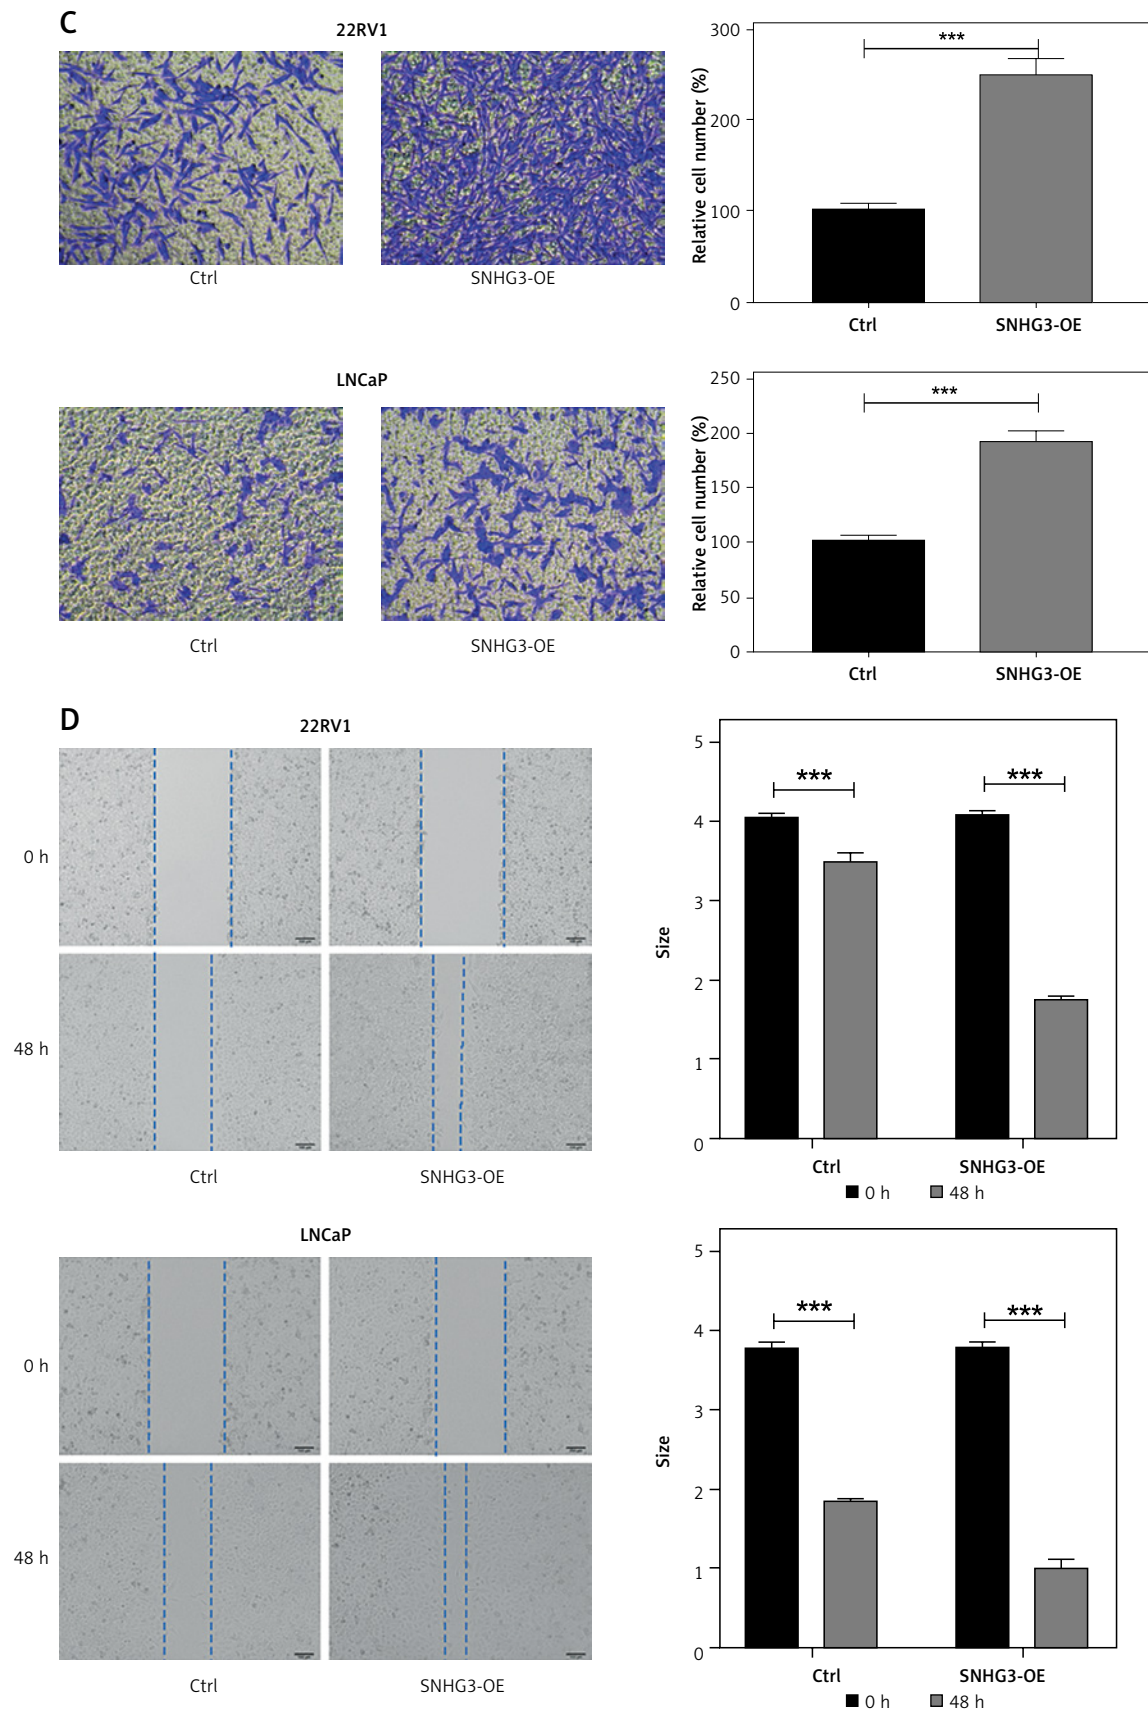 C
22RV1
Ctrl
SNHG3-OE
Relative cell number (%)
300
200
100
0
***
Ctrl
SNHG3-OE
LNCaP
Ctrl
SNHG3-OE
Relative cell number (%)
250
200
150
100
50
0
***
Ctrl
SNHG3-OE
D
22RV1
0 h
48 h
Ctrl
SNHG3-OE
Size
5
4
3
2
1
0
***
***
Ctrl
SNHG3-OE
0 h
48 h
LNCaP
0 h
48 h
Ctrl
SNHG3-OE
Size
5
4
3
2
1
0
***
***
Ctrl
SNHG3-OE
0 h
48 h